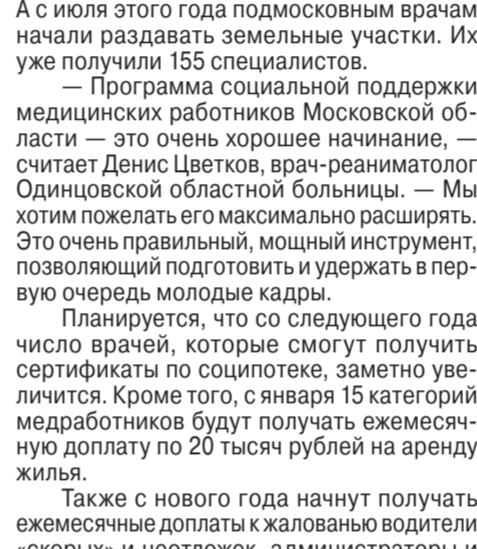 А с июля этого года подмосковным врачам
начали раздавать земельные участки. Их
уже получили 155 специалистов.
— Программа социальной поддержки
медицинских работников Московской об-
ласти — это очень хорошее начинание, —
считает Денис Цветков, врач-реаниматолог
Одинцовской областной больницы. — Мы
хотим пожелать его максимально расширять.
Это очень правильный, мощный инструмент,
позволяющий подготовить и удержать в пер-
вую очередь молодые кадры.
Планируется, что со следующего года
число врачей, которые смогут получить
сертификаты по соципотеке, заметно уве-
личится. Кроме того, с января 15 категорий
медработников будут получать ежемесяч-
ную доплату по 20 тысяч рублей на аренду
жилья.
Также с нового года начнут получать
ежемесячные доплаты к жалованью водители
«скорых» и неотложек, администраторы и